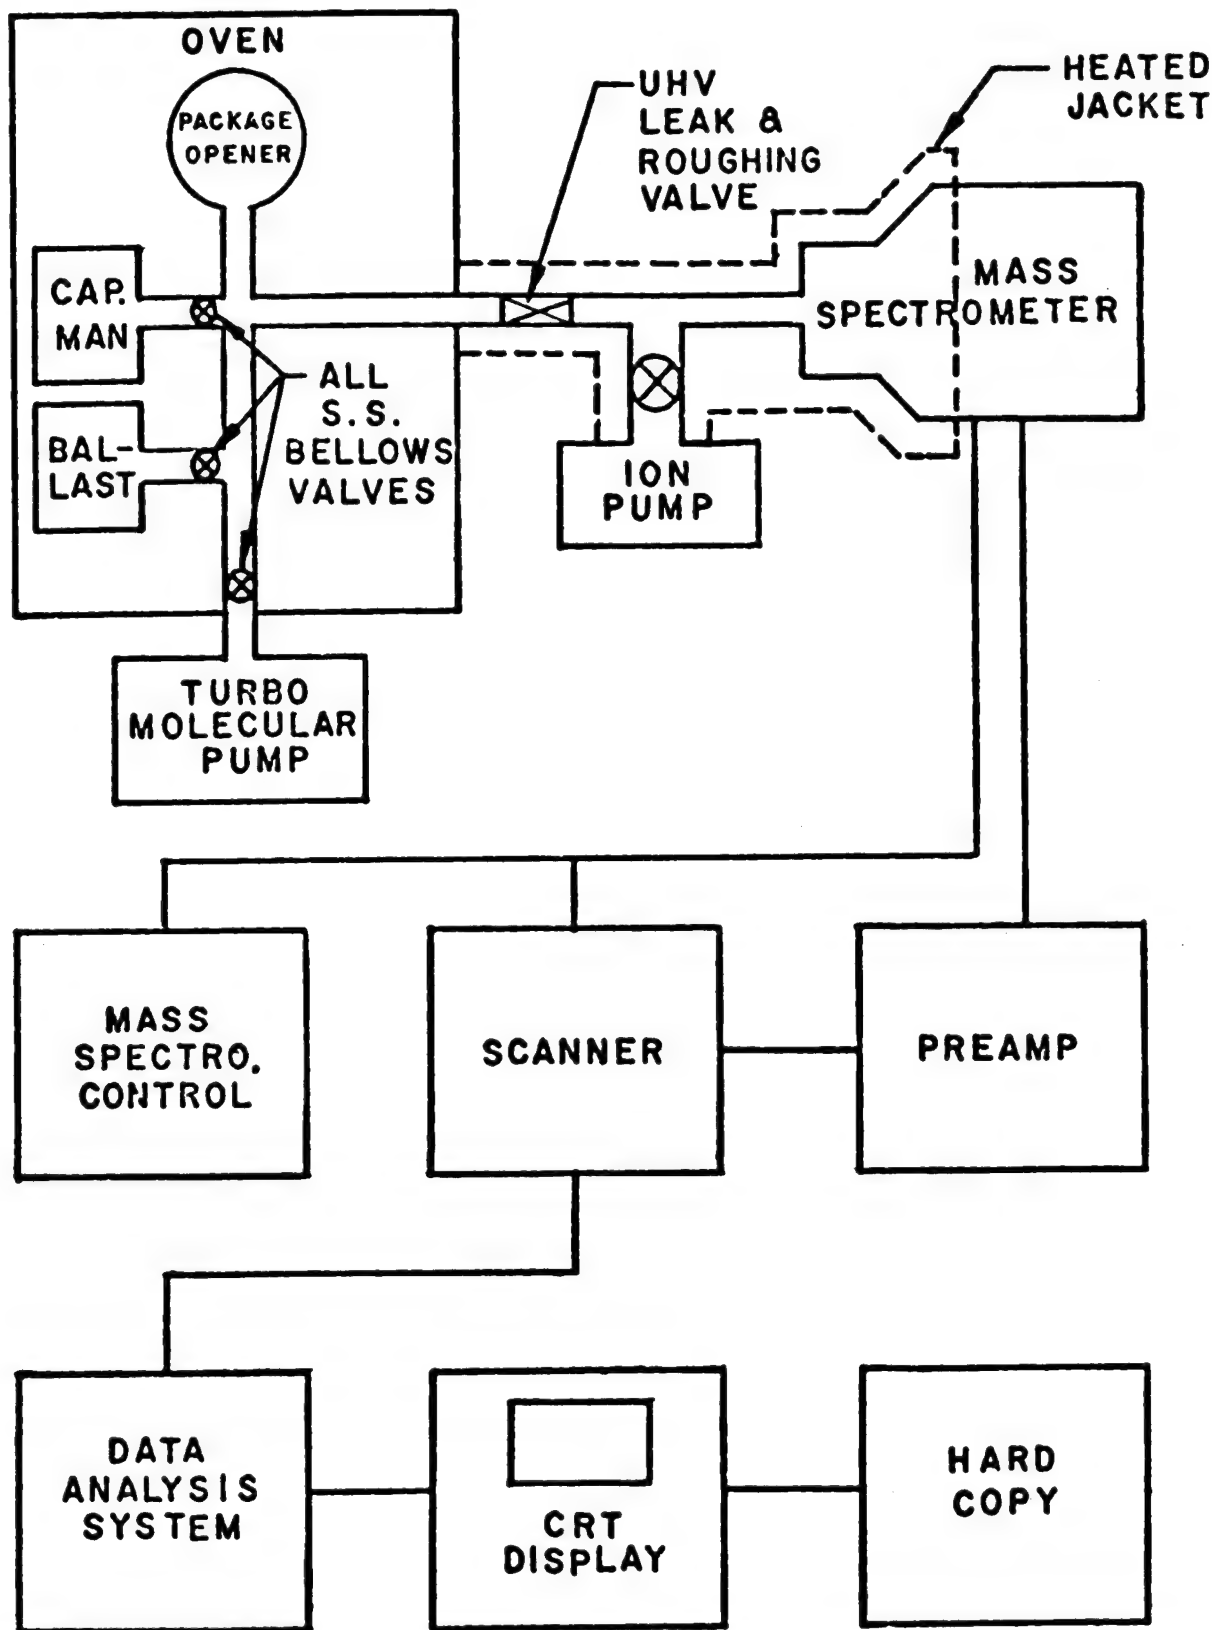 OVEN
PACKAGE
OPENER
UHV
LEAK &
ROUGHING
VALVE
HEATED
JACKET
CAP.
MAN
MASS
SPECTROMETER
ALL
S.S.
BELLOWS
VALVES
BAL-
LAST
ION
PUMP
TURBO
MOLECULAR
PUMP
MASS
SPECTRO.
CONTROL
SCANNER
PREAMP
DATA
ANALYSIS
SYSTEM
CRT
DISPLAY
HARD
COPY